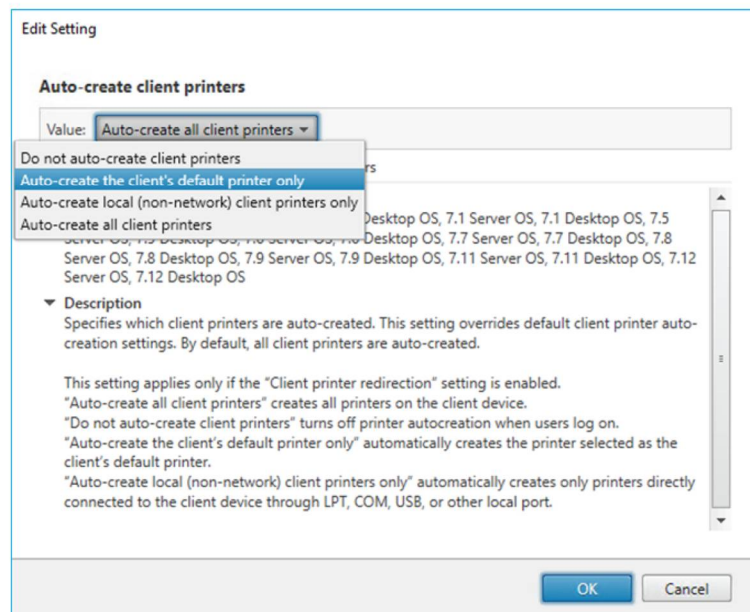 Edit Setting
Auto-create client printers
Value: Auto-create all client printers
Do not auto-create client printers
Auto-create the client's default printer only
Auto-create local (non-network) client printers only
Auto-create all client printers
rs
Desktop OS, 7.1 Server OS, 7.1 Desktop OS, 7.5
Desktop OS, 7.7 Server OS, 7.7 Desktop OS, 7.8
Server OS, 7.8 Desktop OS, 7.9 Server OS, 7.9 Desktop OS, 7.11 Server OS, 7.11 Desktop OS, 7.12
Server OS, 7.12 Desktop OS
Description
Specifies which client printers are auto-created. This setting overrides default client printer auto-
creation settings. By default, all client printers are auto-created.
This setting applies only if the "Client printer redirection" setting is enabled.
"Auto-create all client printers" creates all printers on the client device.
"Do not auto-create client printers" turns off printer autocreation when users log on.
"Auto-create the client's default printer only" automatically creates the printer selected as the
client's default printer.
"Auto-create local (non-network) client printers only" automatically creates only printers directly
connected to the client device through LPT, COM, USB, or other local port.
OK Cancel